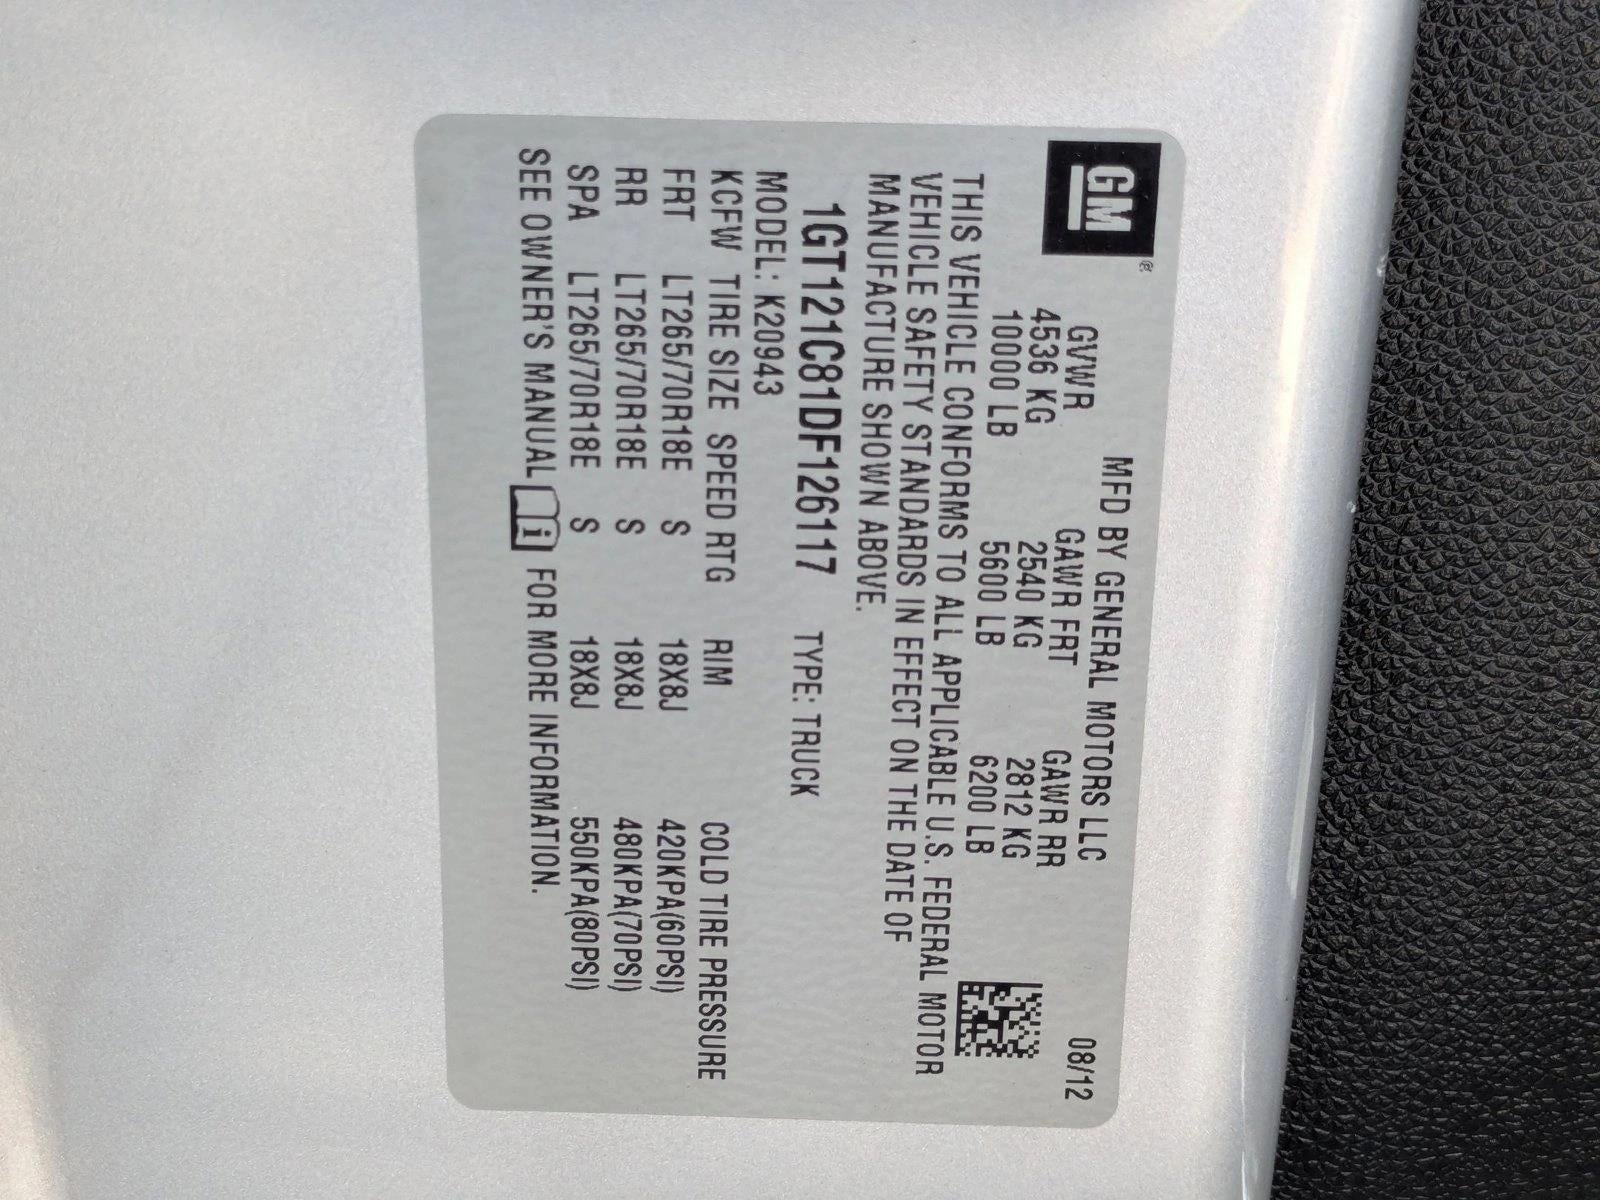 GM®
MFD BY GENERAL MOTORS LLC 08/12
GVWR GAWR FRT GAWR RR
4536 KG 2540 KG 2812 KG
10000 LB 5600 LB 6200 LB
THIS VEHICLE CONFORMS TO ALL APPLICABLE U.S. FEDERAL MOTOR
VEHICLE SAFETY STANDARDS IN EFFECT ON THE DATE OF
MANUFACTURE SHOWN ABOVE.
1GT121C81DF126117 TYPE: TRUCK
MODEL: K20943
KCFW TIRE SIZE SPEED RTG RIM COLD TIRE PRESSURE
FRT LT265/70R18E S 18X8J 420KPA(60PSI)
RR LT265/70R18E S 18X8J 480KPA(70PSI)
SPA LT265/70R18E S 18X8J 550KPA(80PSI)
SEE OWNER'S MANUAL i FOR MORE INFORMATION.